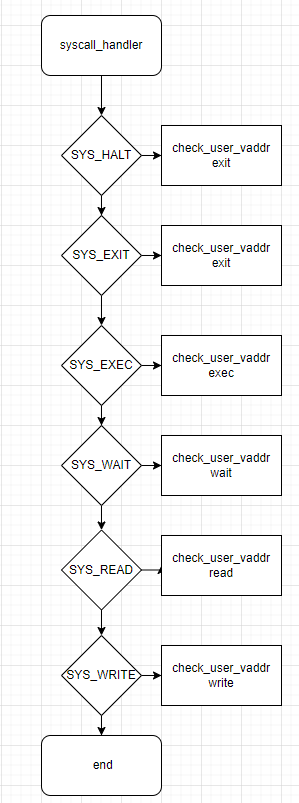 syscall_handler
SYS_HALT
check_user_vaddr
exit
SYS_EXIT
check_user_vaddr
exit
SYS_EXEC
check_user_vaddr
exec
SYS_WAIT
check_user_vaddr
wait
SYS_READ
check_user_vaddr
read
SYS_WRITE
check_user_vaddr
write
end